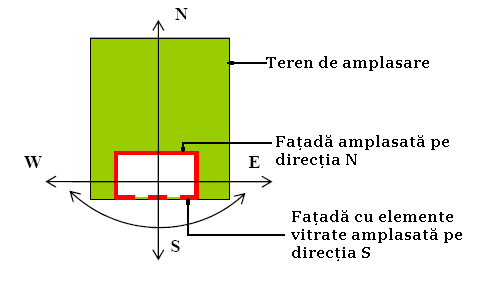 N
Teren de amplasare
Fațadă amplasată pe
direcția N
W
E
Fațadă cu elemente
vitrate amplasată pe
direcția S
S